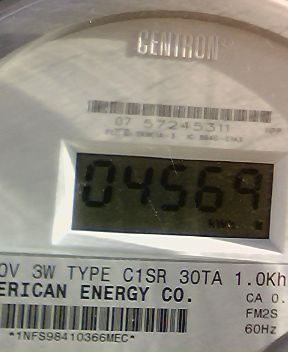 CENTRON
07 57245311
04569
kWh
0V 3W TYPE C1SR 30TA 1.0Kh
ERICAN ENERGY CO.
CA 0.
FM2S
60Hz
*1NFS98410366MEC*